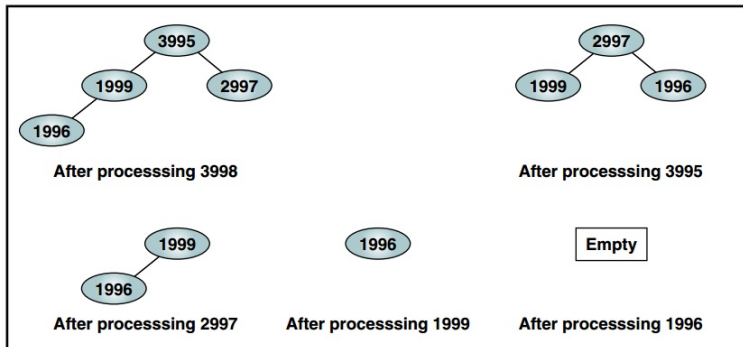 3995
2997
1999
2997
1999
1996
1996
After processsing 3998
After processsing 3995
1999
1996
Empty
1996
After processsing 2997
After processsing 1999
After processsing 1996